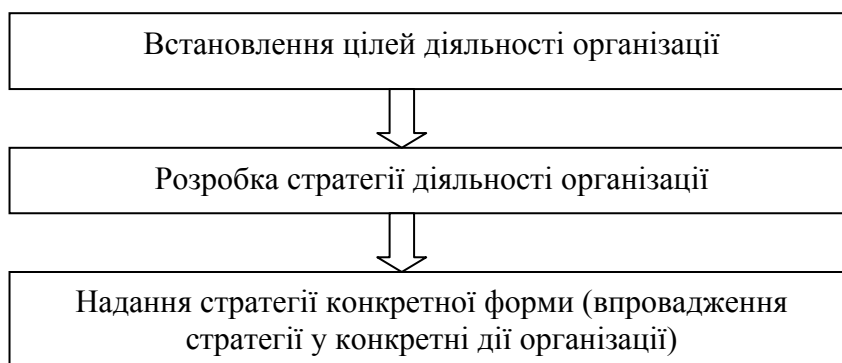 Встановлення цілей діяльності організації
Розробка стратегії діяльності організації
Надання стратегії конкретної форми (впровадження
стратегії у конкретні дії організації)